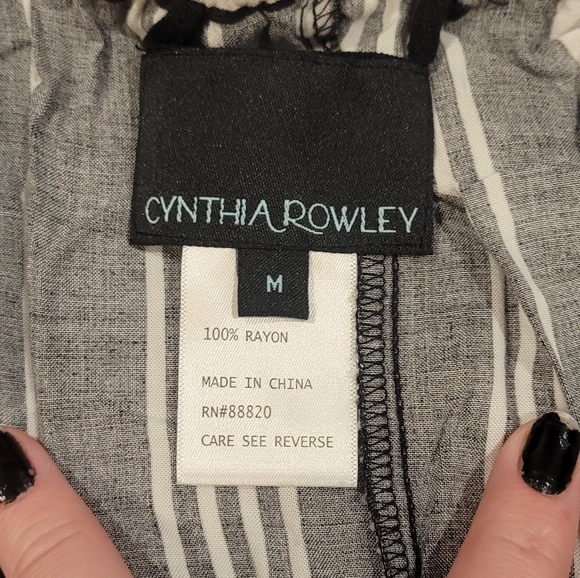 CYNTHIA ROWLEY
M
100% RAYON
MADE IN CHINA
RN#88820
CARE SEE REVERSE